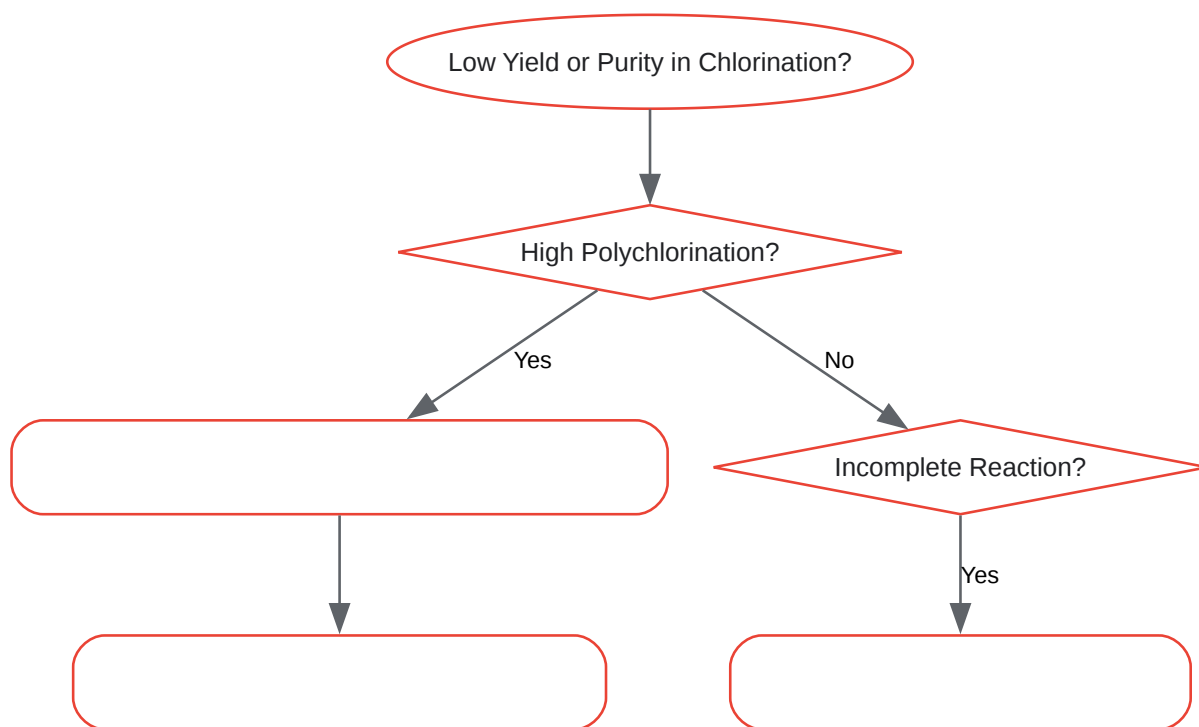 Low Yield or Purity in Chlorination?
High Polychlorination?
Yes
No
Incomplete Reaction?
Yes